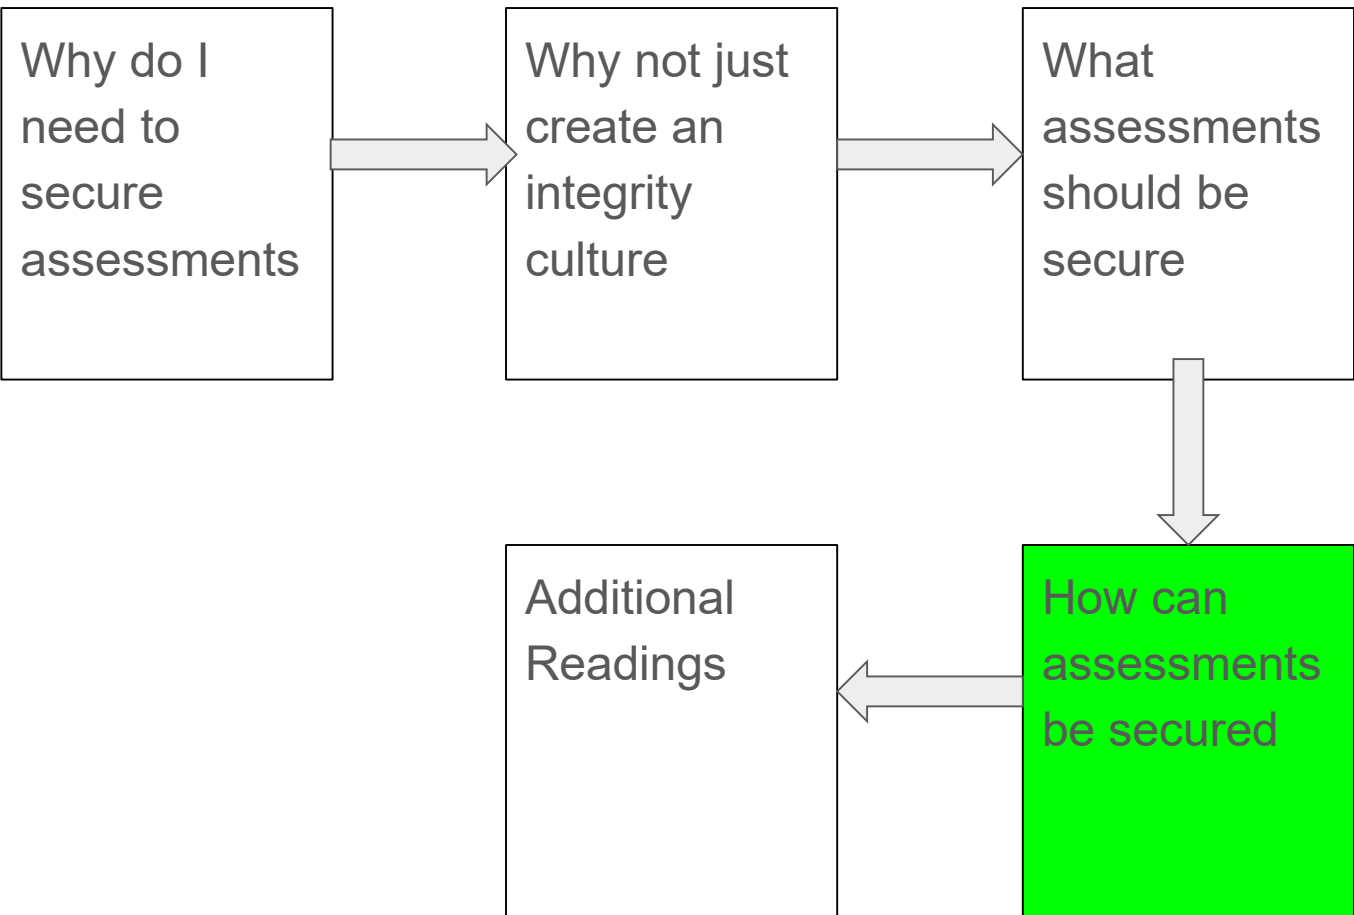 Why do I
need to
secure
assessments
Why not just
create an
integrity
culture
What
assessments
should be
secure
How can
assessments
be secured
Additional
Readings